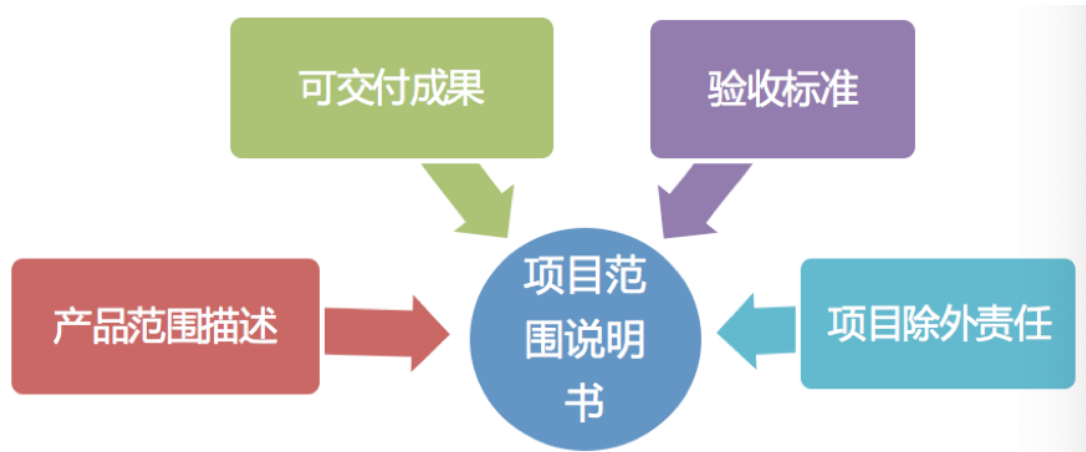 可交付成果
验收标准
产品范围描述
项目范
围说明
书
项目除外责任